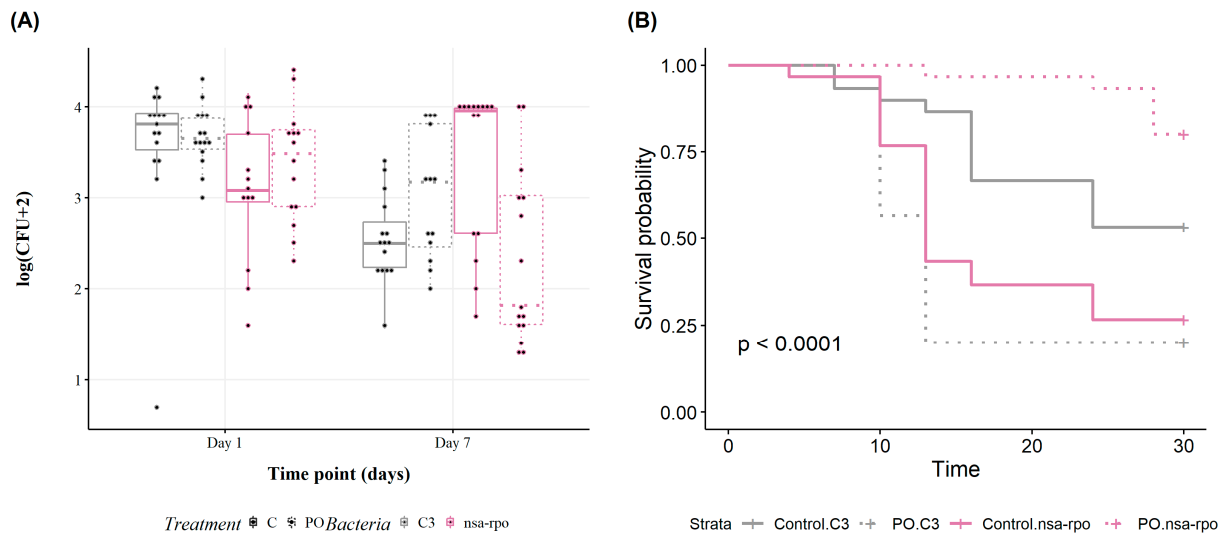 (A)
log(CFU+2)
4
3
2
1
Day 1
Day 7
Time point (days)
Treatment C PO Bacteria C3 nsa-rpo
(B)
Survival probability
1.00
0.75
0.50
0.25
0.00
p < 0.0001
0
10
20
30
Time
Strata Control.C3 PO.C3 Control.nsa-rpo PO.nsa-rpo